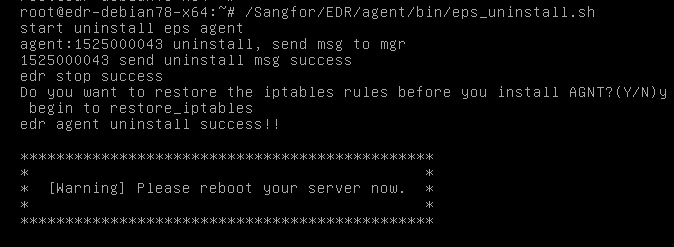 root@edr-debian78-x64:~# /Sangfor/EDR/agent/bin/eps_uninstall.sh
start uninstall eps agent
agent:1525000043 uninstall, send msg to mgr
1525000043 send uninstall msg success
edr stop success
Do you want to restore the iptables rules before you install AGNT?(Y/N)y
 begin to restore_iptables
edr agent uninstall success!!
**********************************************
*                                            *
*  [Warning] Please reboot your server now.  *
*                                            *
**********************************************